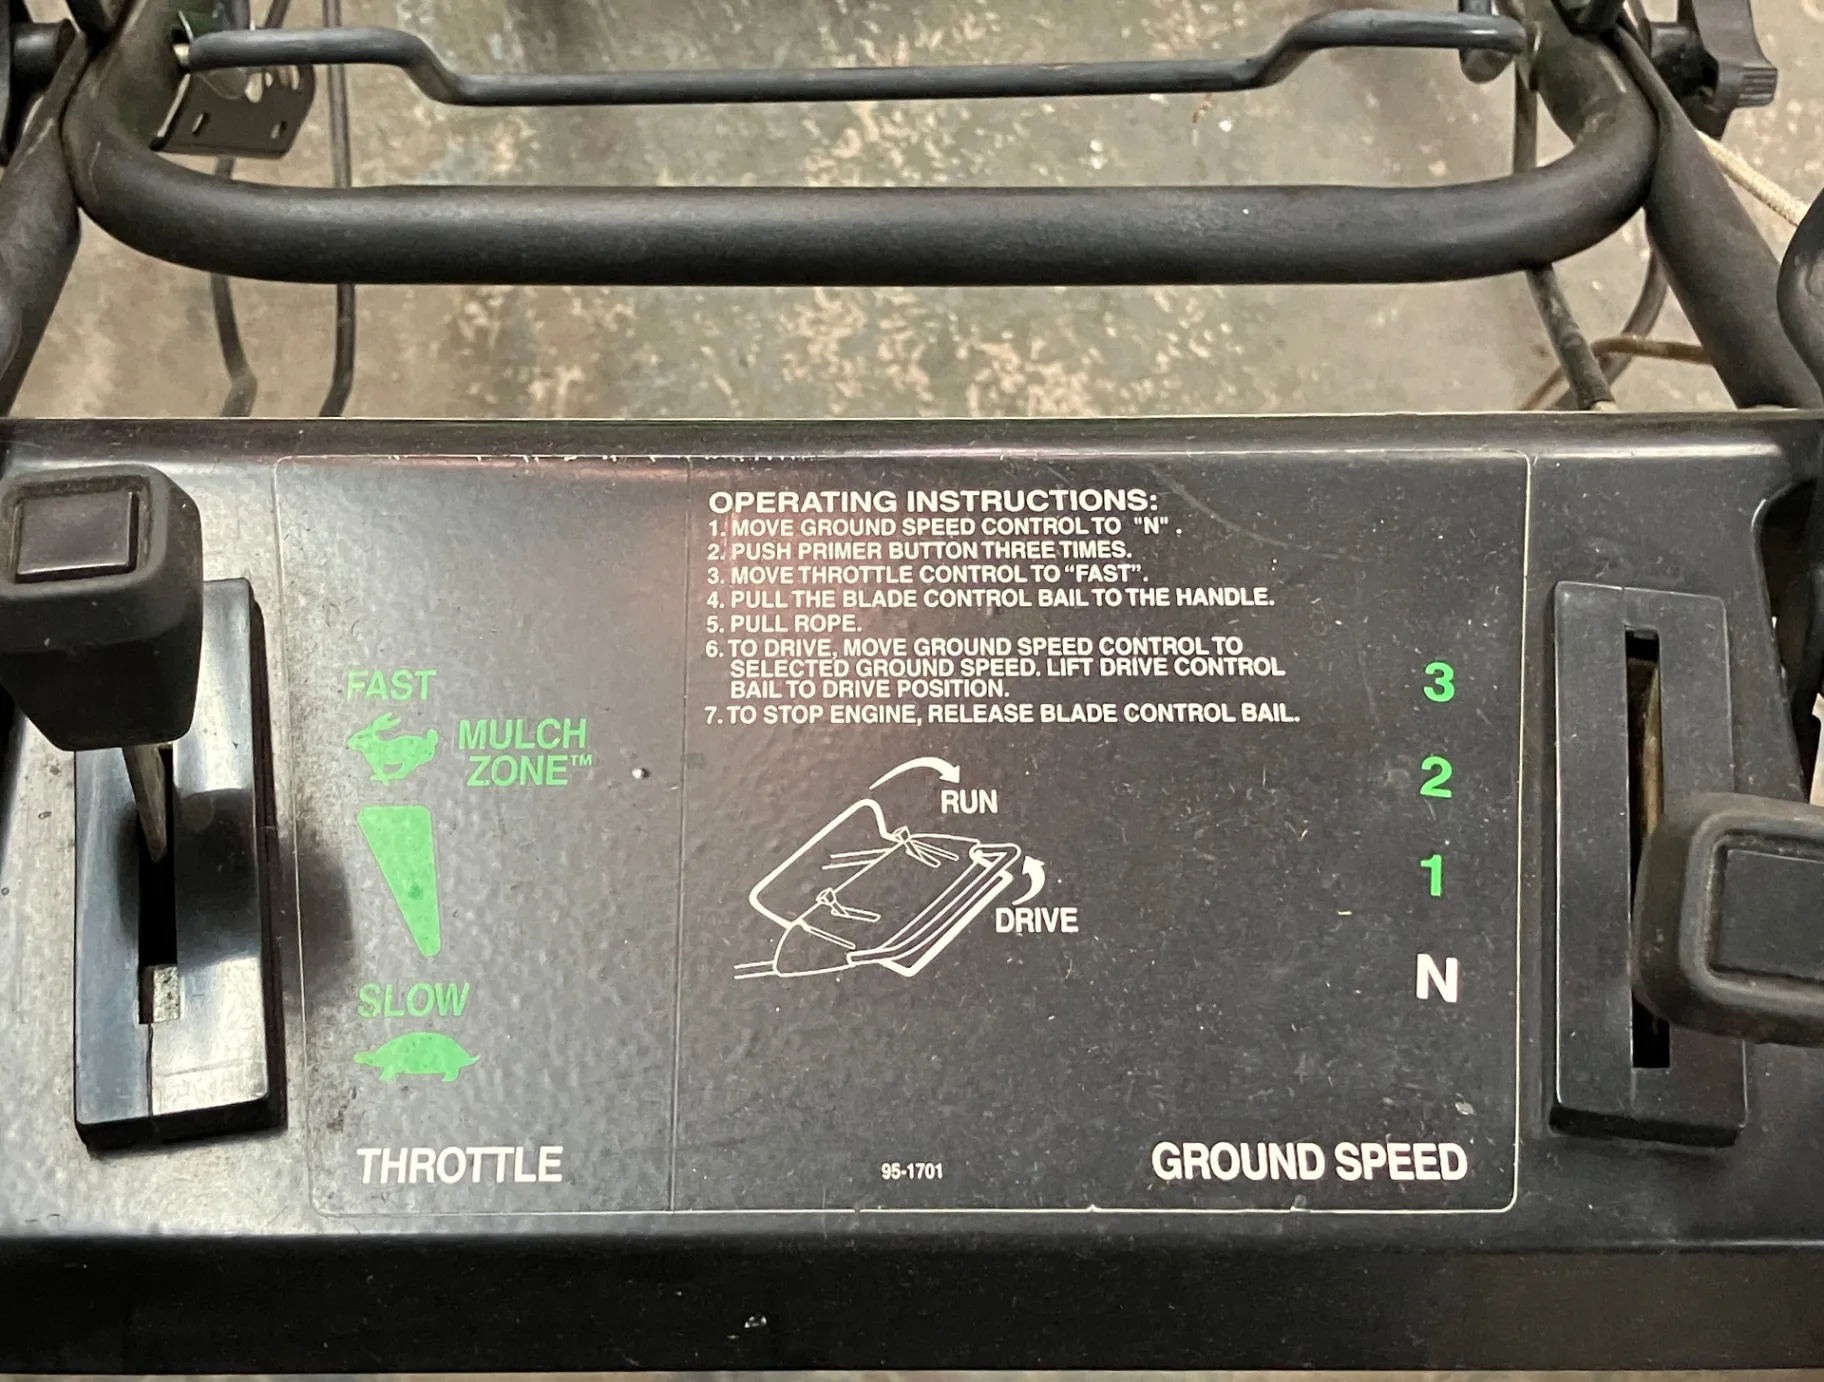 OPERATING INSTRUCTIONS:
1. MOVE GROUND SPEED CONTROL TO "N" .
2. PUSH PRIMER BUTTON THREE TIMES.
3. MOVE THROTTLE CONTROL TO “FAST”.
4. PULL THE BLADE CONTROL BAIL TO THE HANDLE.
5. PULL ROPE.
6. TO DRIVE, MOVE GROUND SPEED CONTROL TO
SELECTED GROUND SPEED. LIFT DRIVE CONTROL
BAIL TO DRIVE POSITION.
7. TO STOP ENGINE, RELEASE BLADE CONTROL BAIL.
FAST
MULCH
ZONE™
SLOW
THROTTLE
RUN
DRIVE
95-1701
3
2
1
N
GROUND SPEED